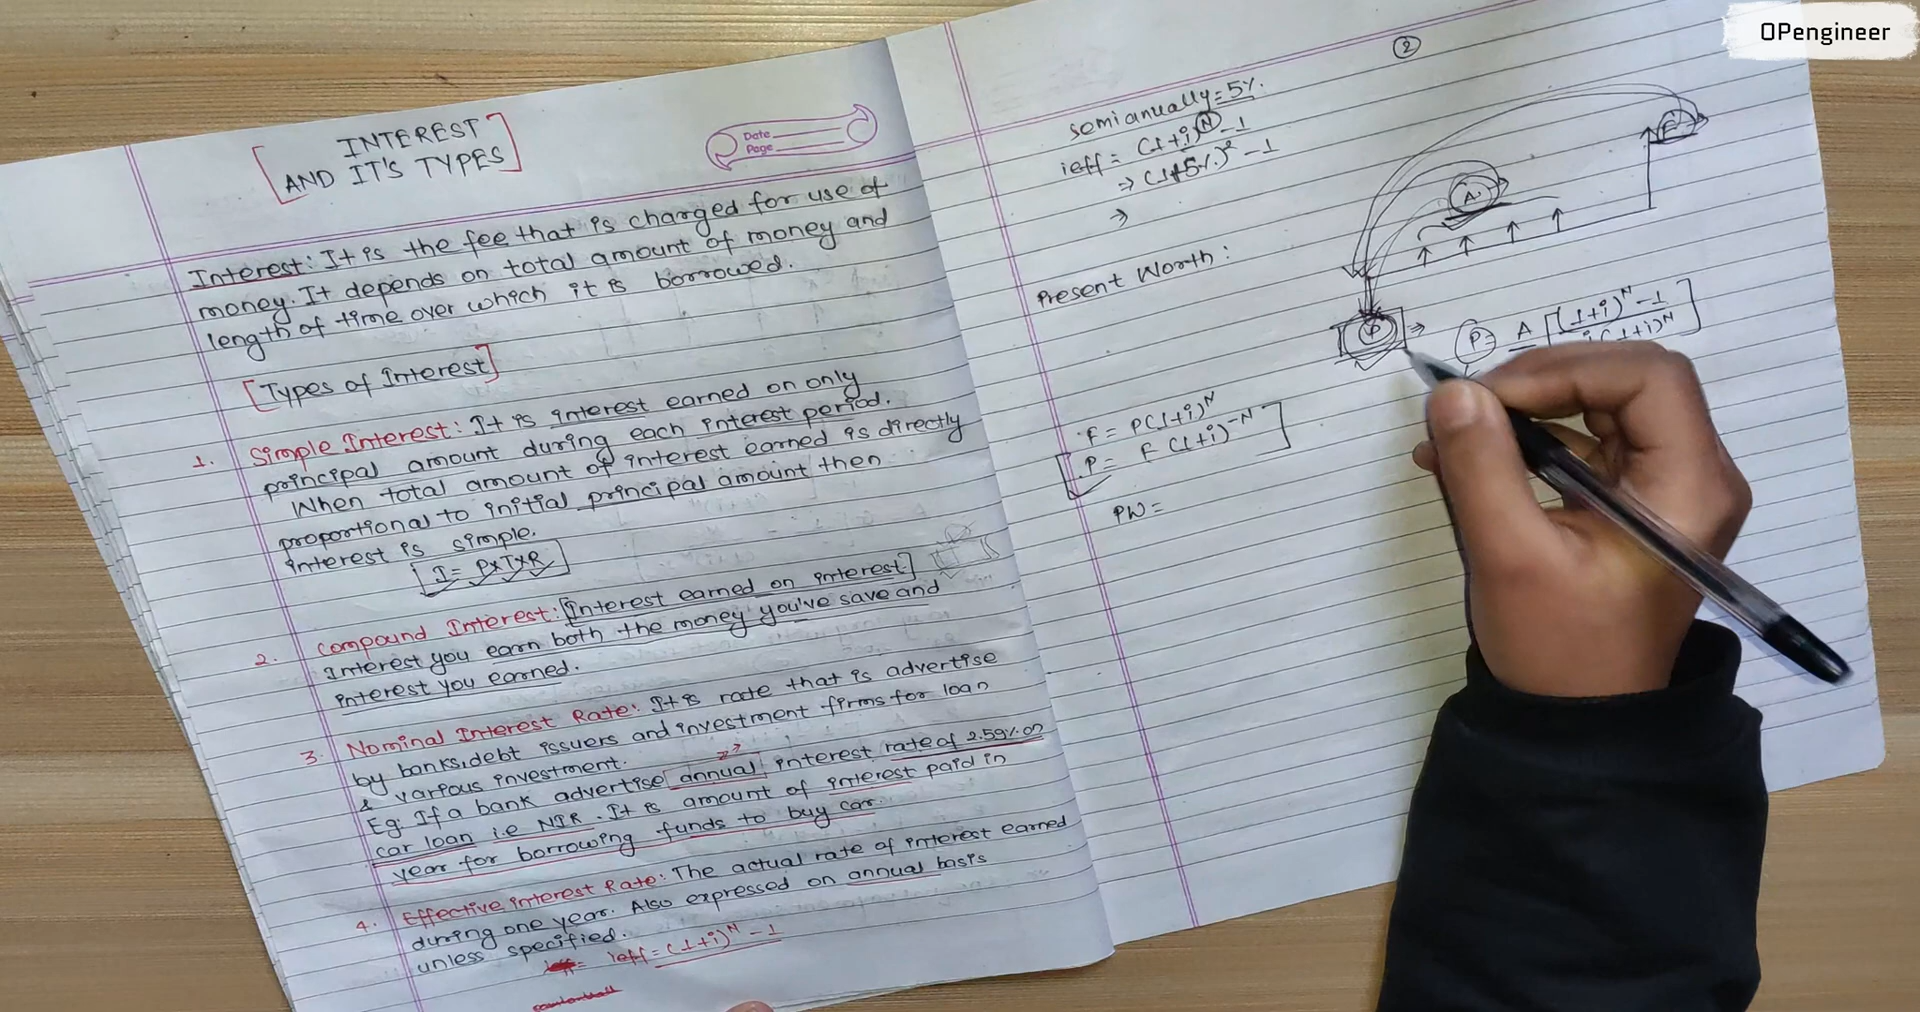 OPengineer
INTEREST
AND IT'S TYPES
Date
Page
Interest: It is the fee that is charged for use of
money. It depends on total amount of money and
length of time over which it is borrowed.
[Types of Interest]
1. Simple Interest: It is interest earned on only
principal amount during each interest period.
When total amount of interest earned is directly
proportional to initial principal amount then
interest is simple.
I = P×T×R
2. Compound Interest: [Interest earned on interest]
Interest you earn both the money you've save and
interest you earned.
3. Nominal Interest Rate: It is rate that is advertise
by banks, debt issuers and investment firms for loan
& various investment.
Eg: If a bank advertise annual interest rate of 2.59% on
car loan i.e NIR. It is amount of interest paid in
year for borrowing funds to buy car.
4. Effective interest Rate: The actual rate of interest earned
during one year. Also expressed on annual basis
unless specified.
ieff = (1+i)^N - 1
2
semianually = 5%.
ieff = (1+i)^N - 1
⇒ (1+5%)^2 - 1
⇒
Present Worth:
A
F
P ⇒
P = A [(1+i)^N - 1
i(1+i)^N]
F = P(1+i)^N
P = F (1+i)^-N
PW =